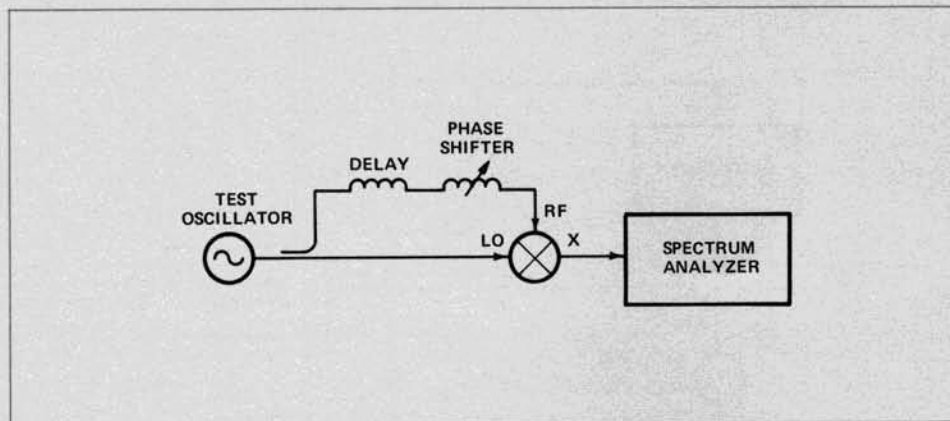 PHASE
SHIFTER
DELAY
TEST
OSCILLATOR
RF
LO
X
SPECTRUM
ANALYZER